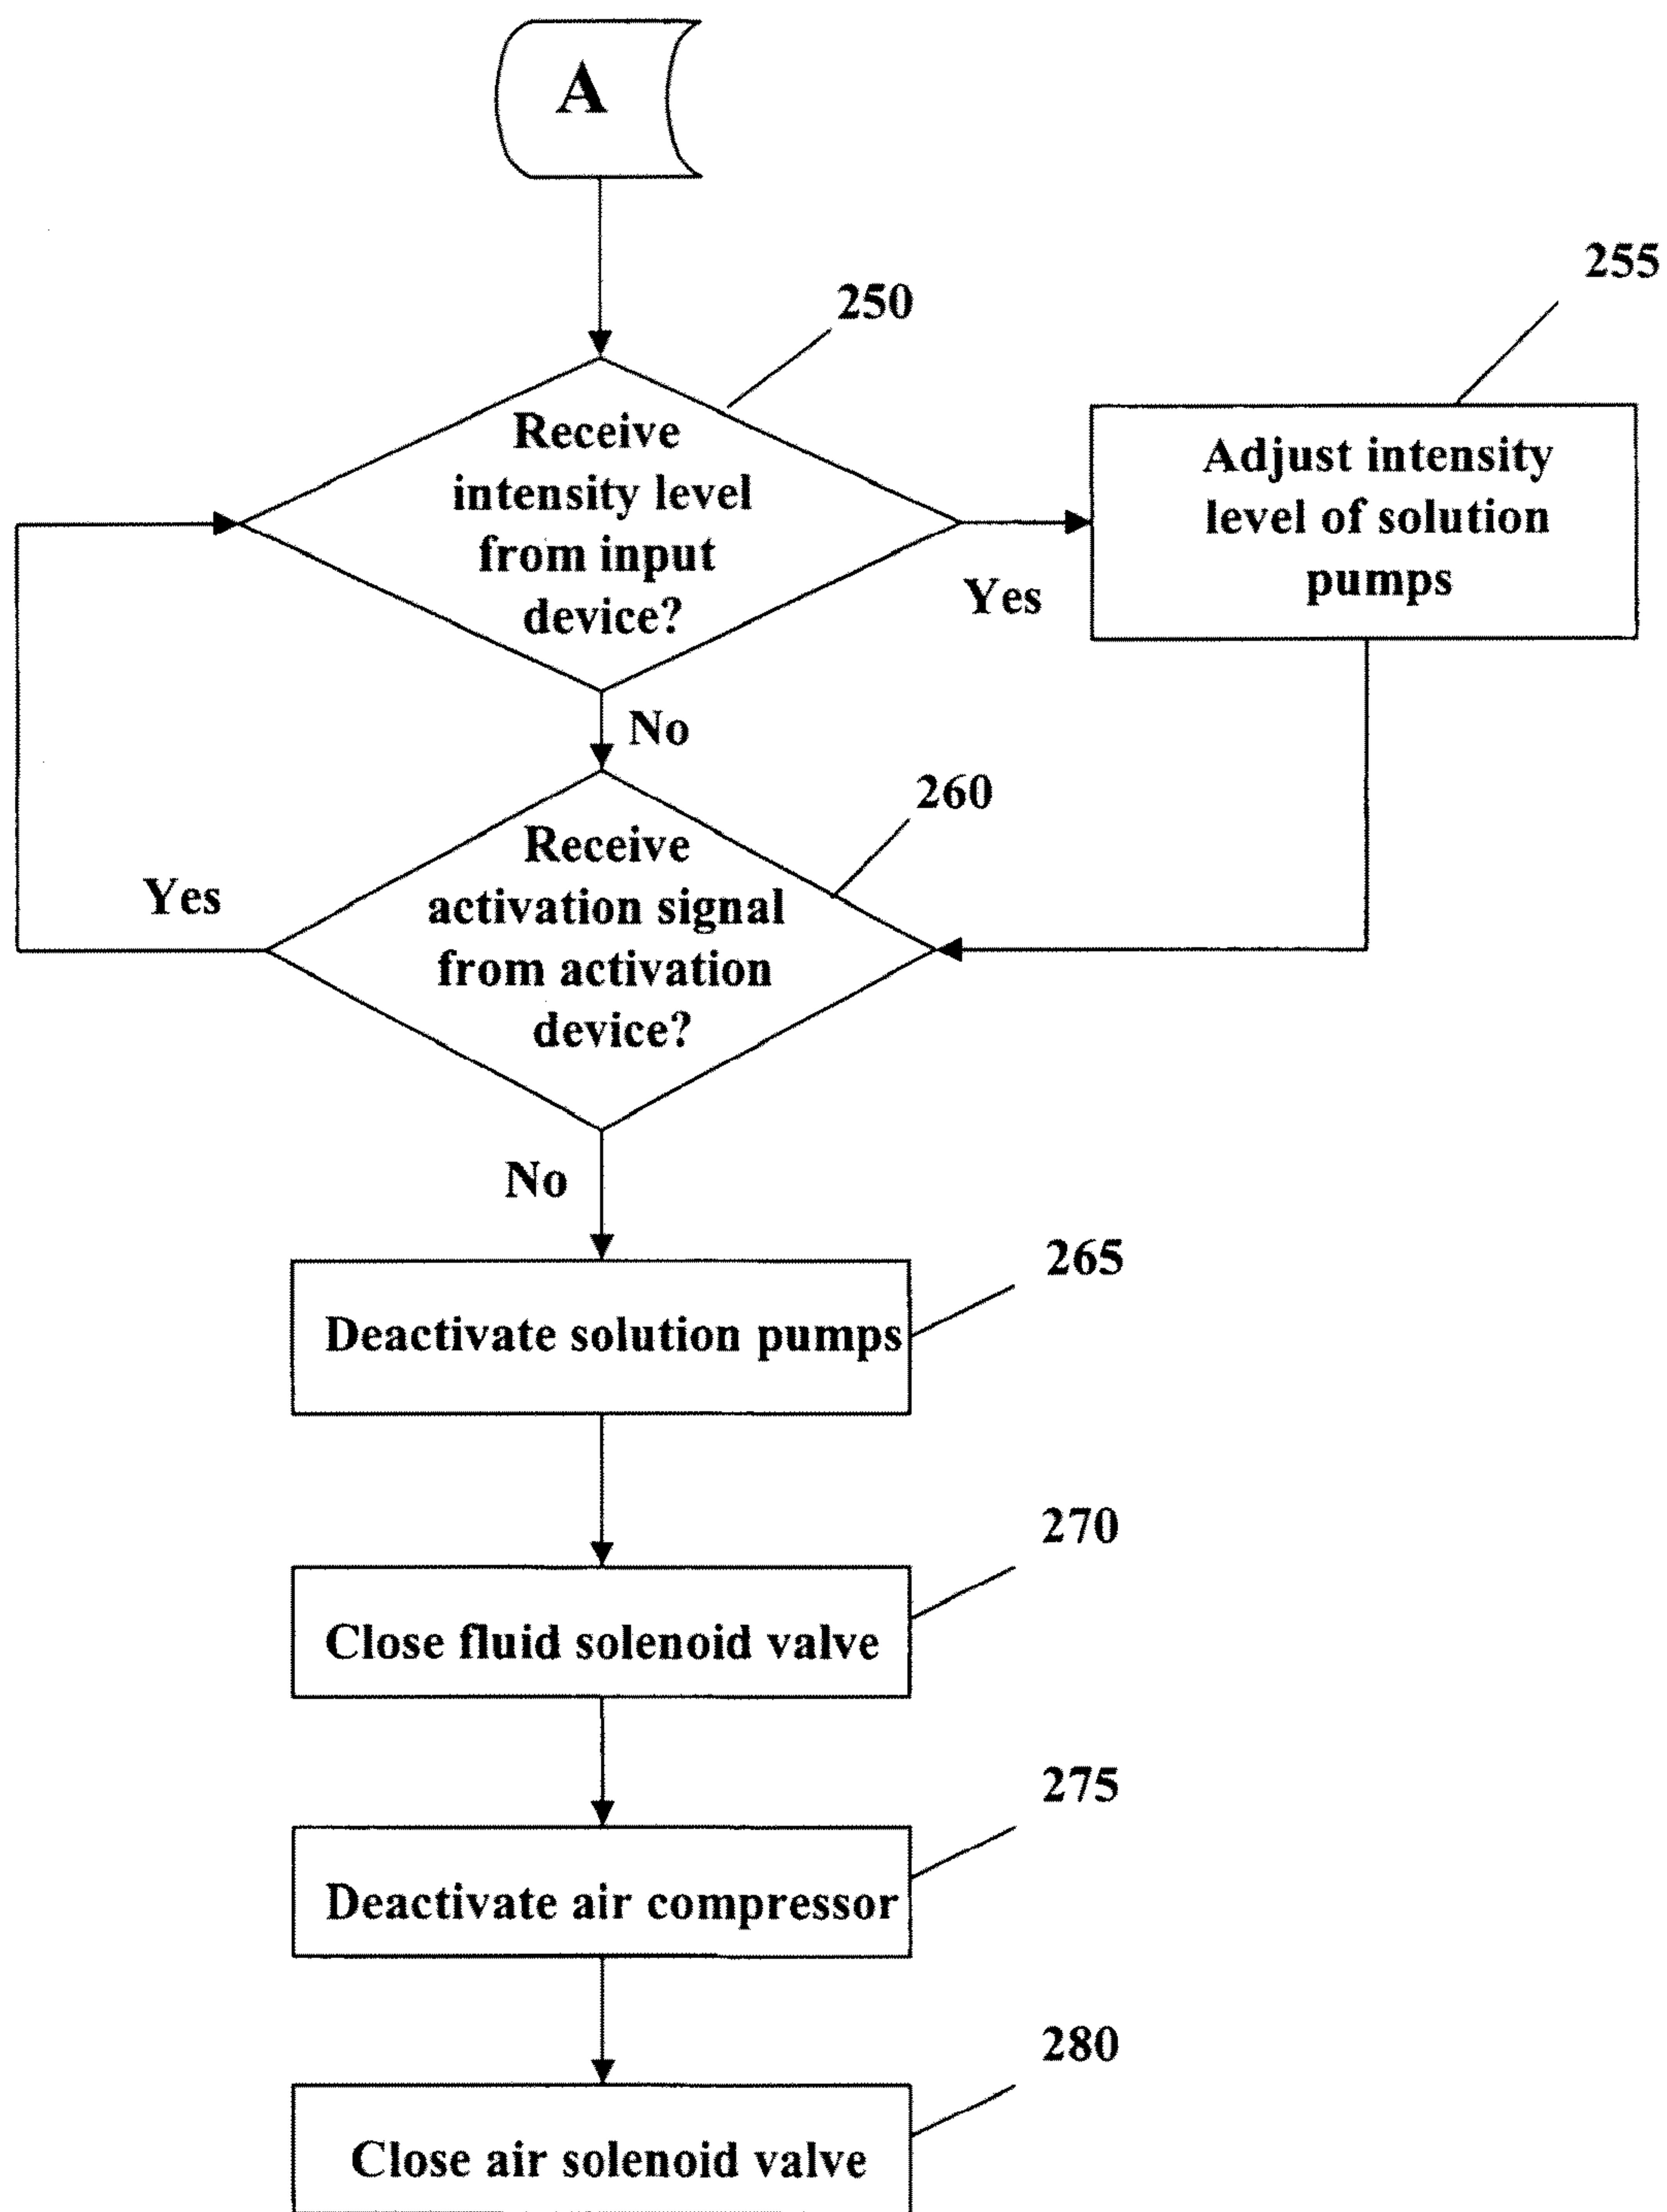 A
250
Receive
intensity level
from input
device?
255
Adjust intensity
level of solution
pumps
Yes
No
260
Receive
activation signal
from activation
device?
Yes
No
265
Deactivate solution pumps
270
Close fluid solenoid valve
275
Deactivate air compressor
280
Close air solenoid valve